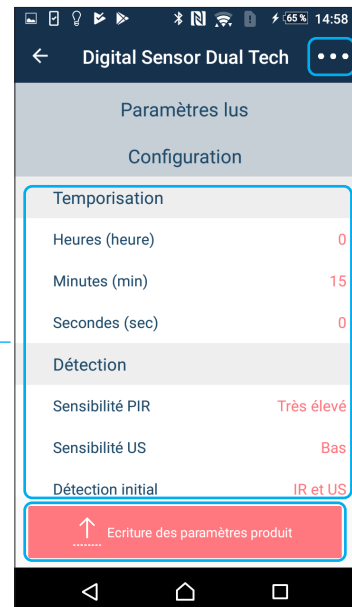 65% 14:58
Digital Sensor Dual Tech
Paramètres lus
Configuration
Temporisation
Heures (heure) 0
Minutes (min) 15
Secondes (sec) 0
Détection
Sensibilité PIR Très élevé
Sensibilité US Bas
Détection initial IR et US
Ecriture des paramètres produit